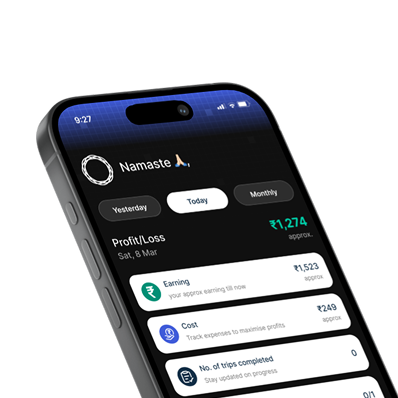 9:27
Namaste 🙏🏻,
Yesterday Today Monthly
Profit/Loss ₹1,274
Sat, 8 Mar approx.
Earning ₹1,523
your approx earning till now approx
Cost ₹249
Track expenses to maximise profits approx
No. of trips completed 0
Stay updated on progress
0/1